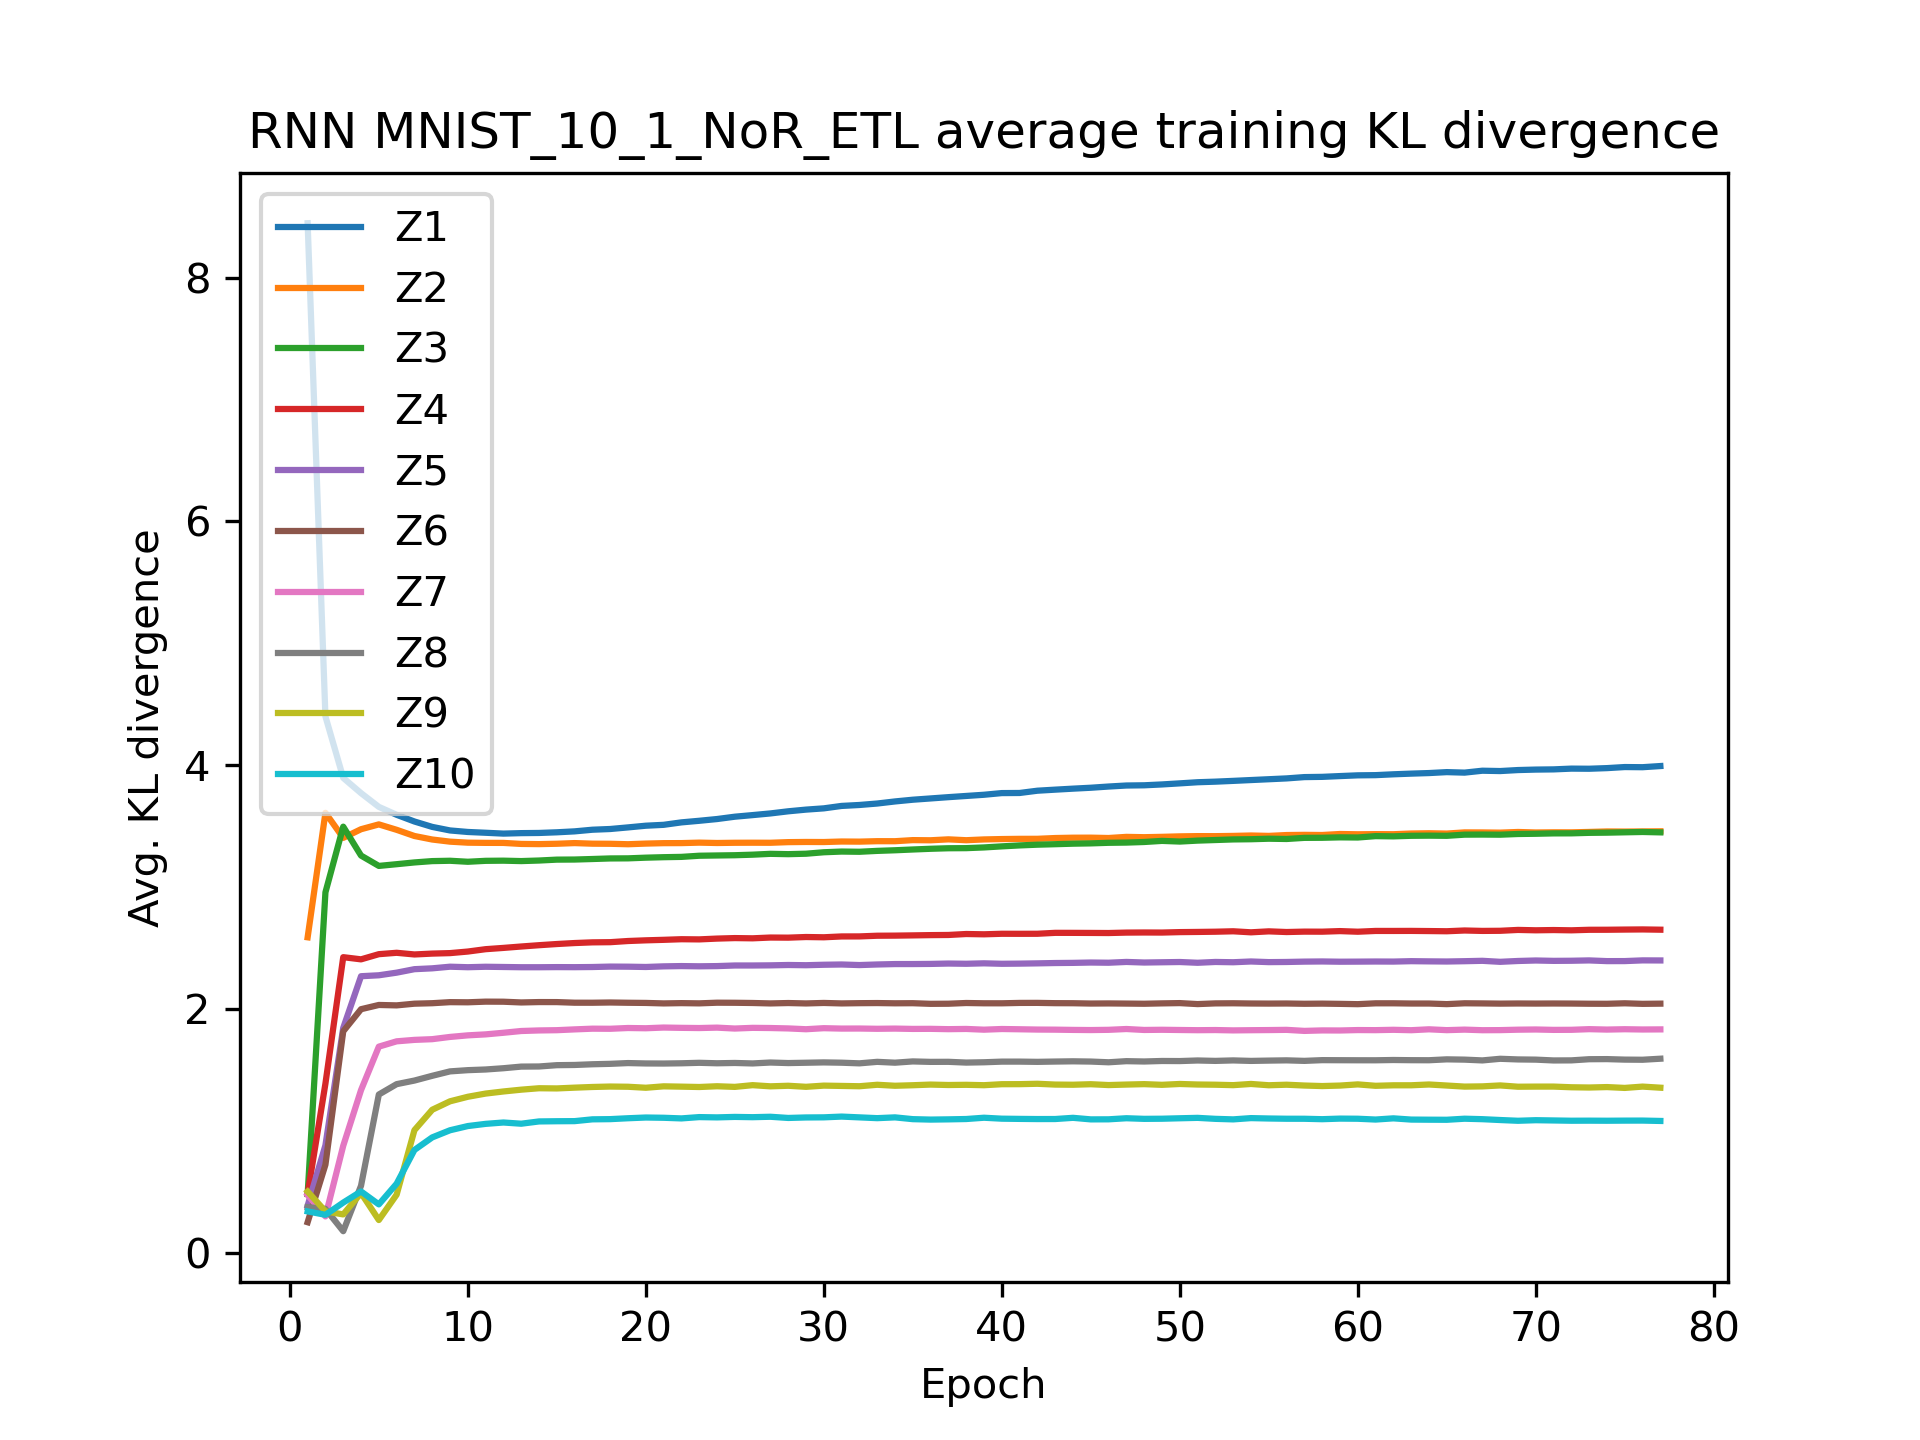 RNN MNIST_10_1_NoR_ETL average training KL divergence
Z1
Z2
Z3
Z4
Z5
Z6
Z7
Z8
Z9
Z10
Avg. KL divergence
8
6
4
2
0
0 10 20 30 40 50 60 70 80
Epoch